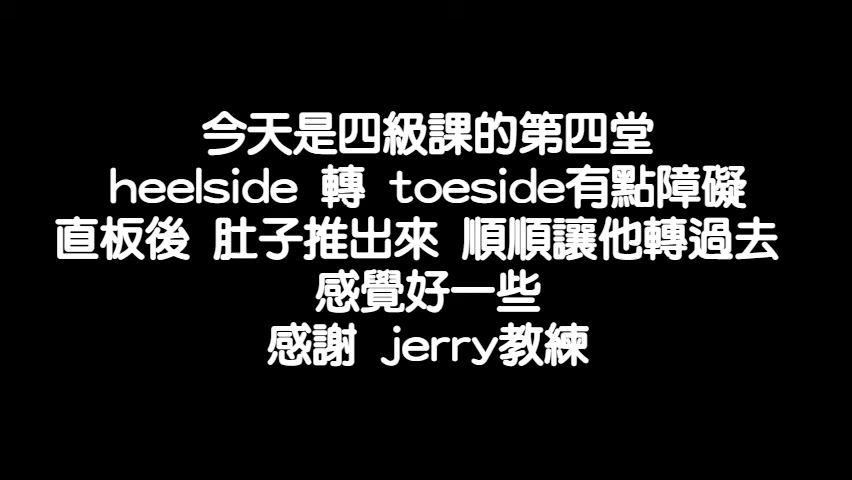 今天是四級課的第四堂
heelside 轉 toeside有點障礙
直板後 肚子推出來 順順讓他轉過去
感覺好一些
感謝 jerry教練